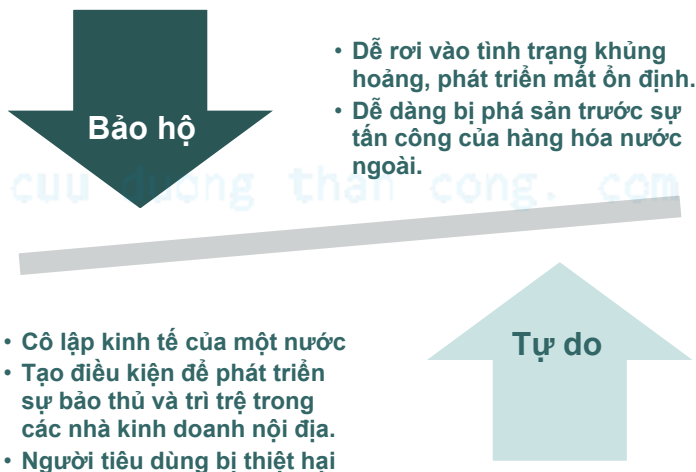 Bảo hộ
• Dễ rơi vào tình trạng khủng
hoảng, phát triển mất ổn định.
• Dễ dàng bị phá sản trước sự
tấn công của hàng hóa nước
ngoài.
cuu duong than cong. com
• Cô lập kinh tế của một nước
• Tạo điều kiện để phát triển
sự bảo thủ và trì trệ trong
các nhà kinh doanh nội địa.
• Người tiêu dùng bị thiệt hại
Tự do